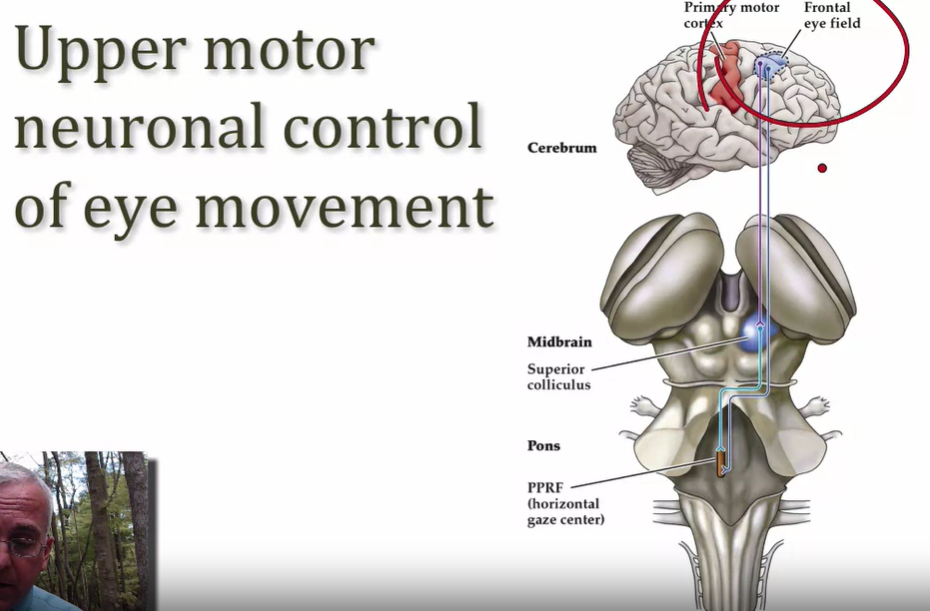 Upper motor
neuronal control
of eye movement
Primary motor
cortex
Frontal
eye field
Cerebrum
Midbrain
Superior
colliculus
Pons
PPRF
(horizontal
gaze center)